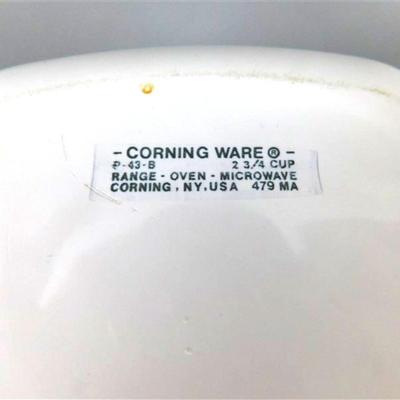 - CORNING WARE ® -
P-43-B 2 3/4 CUP
RANGE - OVEN - MICROWAVE
CORNING, NY, USA 479 MA